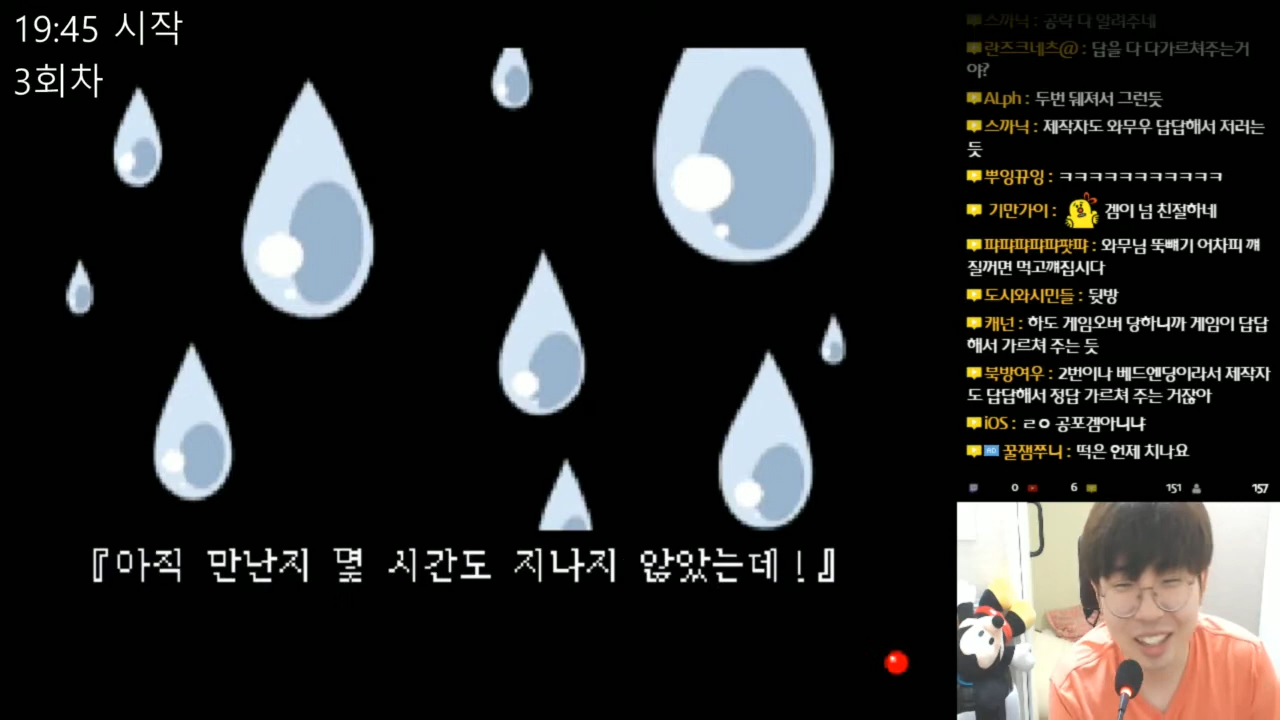 19:45 시작
3회차
『아직 만난지 몇 시간도 지나지 않았는데!』
스까닉 : 공략 다 알려주네
란즈크네츠@ : 답을 다 다가르쳐주는거
야?
ALph : 두번 뒈져서 그런듯
스까닉 : 제작자도 와무우 답답해서 저러는
듯
뿌잉뀨잉 : ㅋㅋㅋㅋㅋㅋㅋㅋㅋㅋㅋ
기만가이 : 겜이 넘 친절하네
퍄퍄퍄퍄퍄팟퍄 : 와무님 뚝빼기 어차피 깨
질꺼면 먹고깨집시다
도시와시민들 : 뒷방
캐넌 : 하도 게임오버 당하니까 게임이 답답
해서 가르쳐 주는 듯
북방여우 : 2번이나 베드엔딩이라서 제작자
도 답답해서 정답 가르쳐 주는 거잖아
iOS : ㄹㅇ 공포겜아니냐
AD 꿀잼쭈니 : 떡은 언제 치나요
0 6 151 157